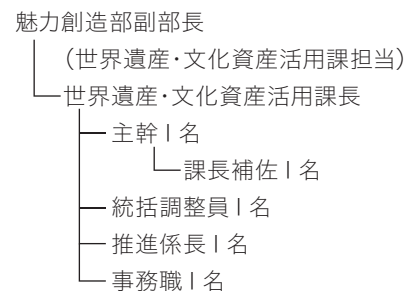 魅力創造部副部長
(世界遺産･文化資産活用課担当)
世界遺産･文化資産活用課長
主幹1名
課長補佐1名
統括調整員1名
推進係長1名
事務職1名